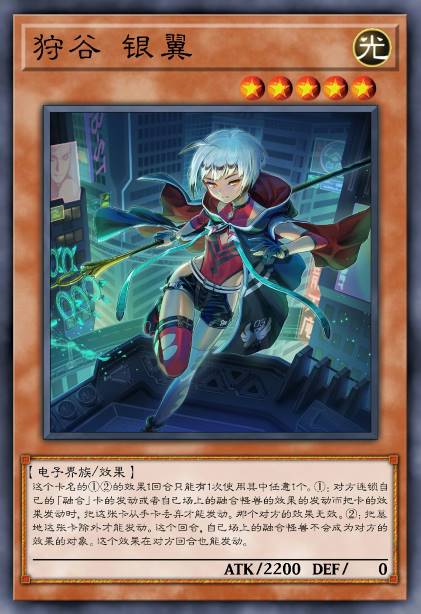 狩谷 银翼
光
【 电子界族/效果 】
这个卡名的①②的效果1回合只能有1次使用其中任意1个。①：对方连锁自
己的「融合」卡的发动或者自己场上的融合怪兽的效果的发动而把卡的效
果发动时，把这张卡从手卡丢弃才能发动。那个对方的效果无效。②：把墓
地这张卡除外才能发动。这个回合，自己场上的融合怪兽不会成为对方的
效果的对象。这个效果在对方回合也能发动。
ATK/2200 DEF/ 0